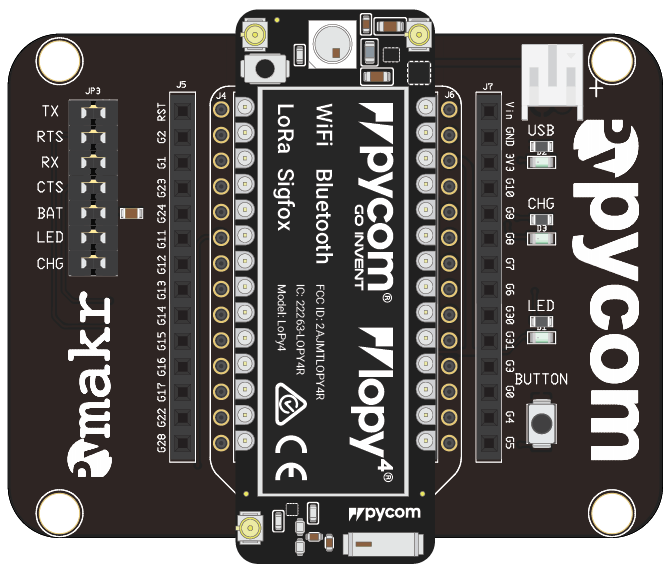 JP3
TX
RTS
RX
CTS
BAT
LED
CHG
Pymakr
J5
RST
G2
G1
G23
G24
G11
G12
G13
G14
G15
G16
G17
G22
G28
J4
J6
pycom®
GO INVENT
lopy4®
WiFi Bluetooth
LoRa Sigfox
FCC ID: 2AJMTLOPY4R
IC: 22263-LOPY4R
Model: LoPy4
CE
pycom
J7
Vin
GND
3V3
G10
G9
G8
G7
G6
G30
G31
G3
G0
G4
G5
+
USB
D2
CHG
D3
LED
D1
BUTTON
pycom